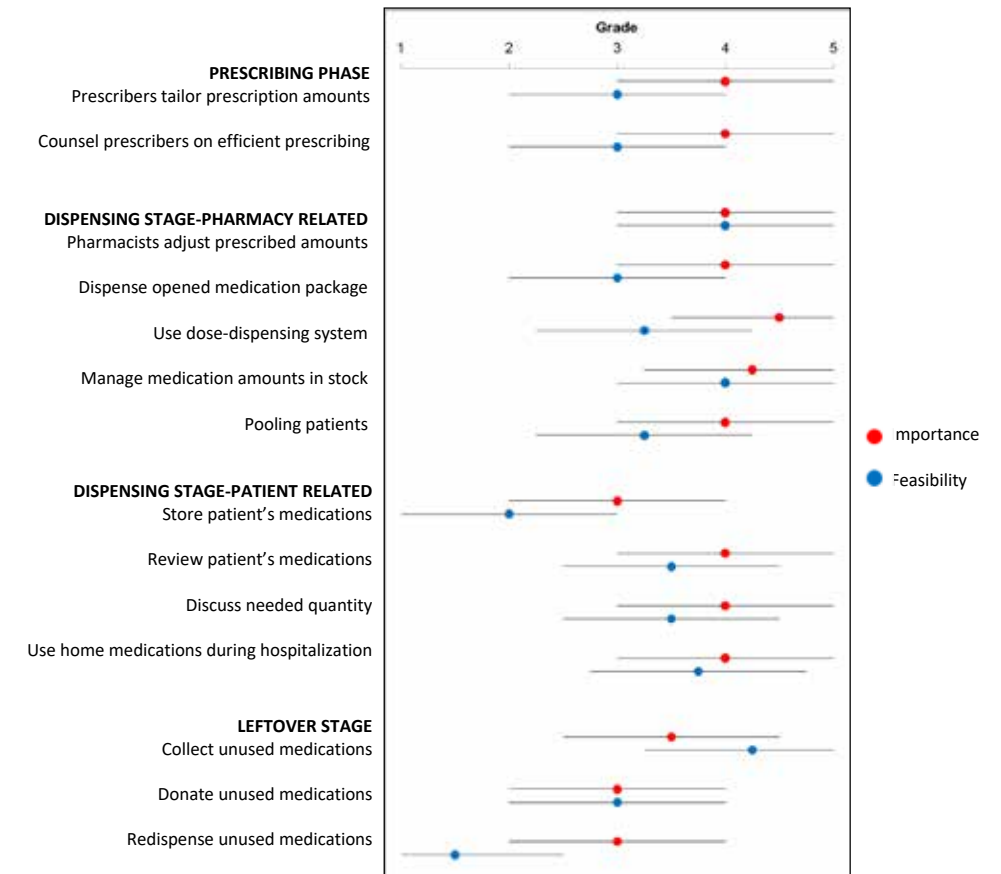 Grade
1 2 3 4 5
PRESCRIBING PHASE
Prescribers tailor prescription amounts
Counsel prescribers on efficient prescribing
DISPENSING STAGE-PHARMACY RELATED
Pharmacists adjust prescribed amounts
Dispense opened medication package
Use dose-dispensing system
Manage medication amounts in stock
Pooling patients
mportance
Feasibility
DISPENSING STAGE-PATIENT RELATED
Store patient’s medications
Review patient’s medications
Discuss needed quantity
Use home medications during hospitalization
LEFTOVER STAGE
Collect unused medications
Donate unused medications
Redispense unused medications